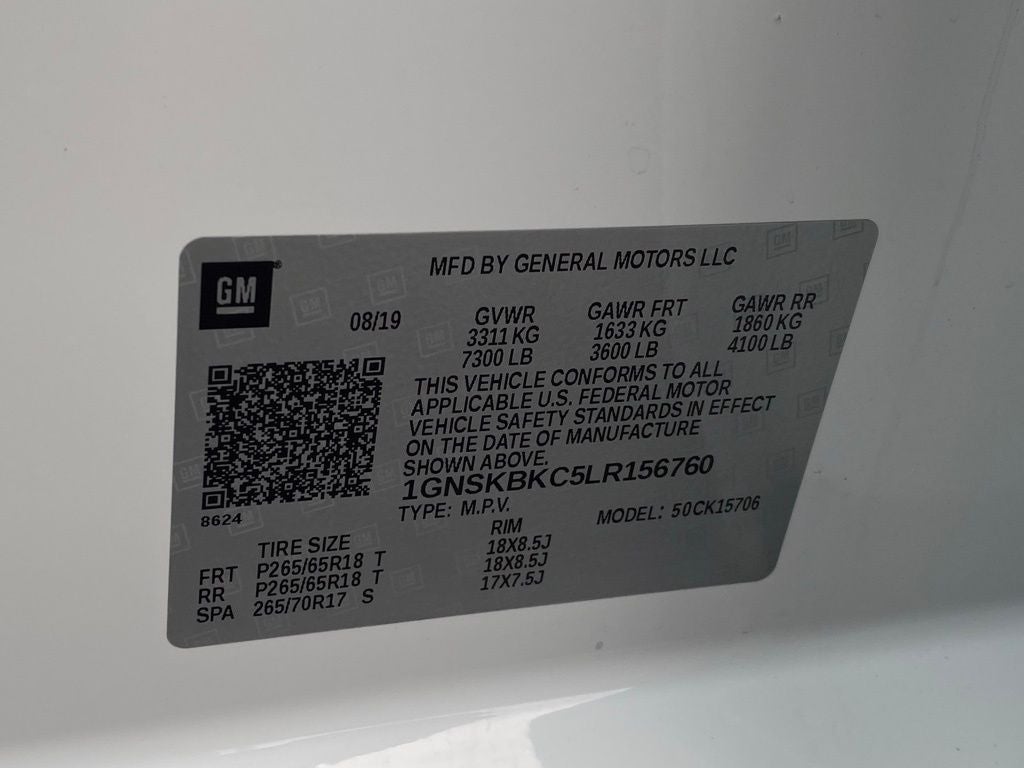 GM
MFD BY GENERAL MOTORS LLC
08/19
GVWR GAWR FRT GAWR RR
3311 KG 1633 KG 1860 KG
7300 LB 3600 LB 4100 LB
THIS VEHICLE CONFORMS TO ALL
APPLICABLE U.S. FEDERAL MOTOR
VEHICLE SAFETY STANDARDS IN EFFECT
ON THE DATE OF MANUFACTURE
SHOWN ABOVE.
1GNSKBKC5LR156760
8624
TYPE: M.P.V. MODEL: 50CK15706
TIRE SIZE RIM
FRT P265/65R18 T 18X8.5J
RR P265/65R18 T 18X8.5J
SPA 265/70R17 S 17X7.5J